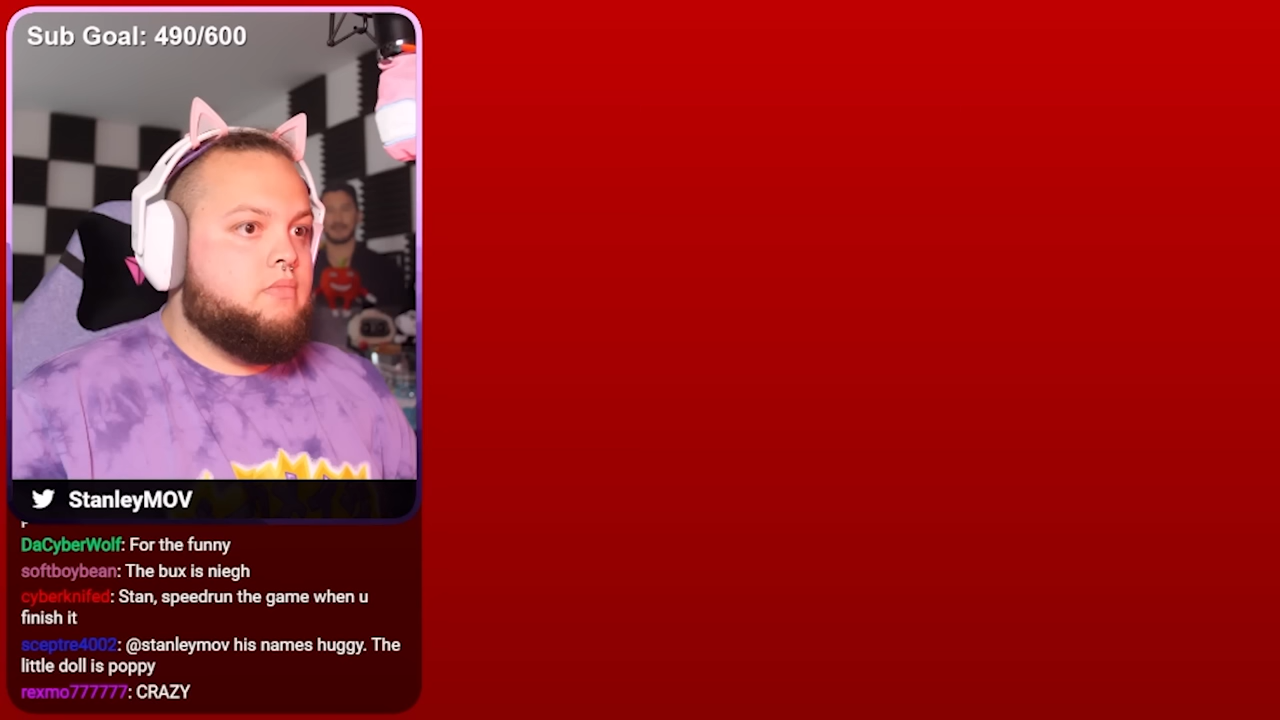 Sub Goal: 490/600
StanleyMOV
DaCyberWolf: For the funny
softboybean: The bux is niegh
cyberknifed: Stan, speedrun the game when u
finish it
sceptre4002: @stanleymov his names huggy. The
little doll is poppy
rexmo777777: CRAZY